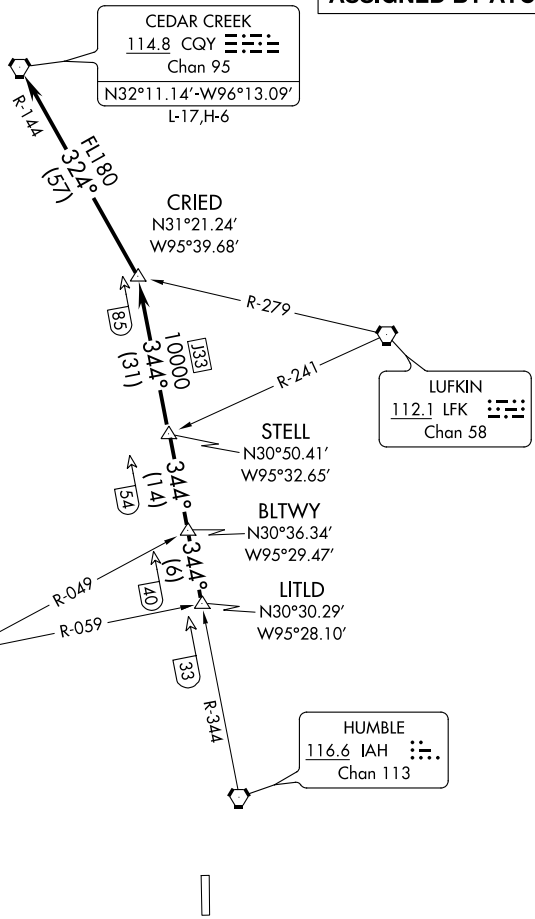 ASSIGNED BY ATC
CEDAR CREEK
114.8 CQY
Chan 95
N32°11.14'-W96°13.09'
L-17,H-6
R-144
FL180
324°
(57)
CRIED
N31°21.24'
W95°39.68'
85
R-279
J33
10000
344°
(31)
R-241
LUFKIN
112.1 LFK
Chan 58
STELL
N30°50.41'
W95°32.65'
344°
(14)
54
BLTWY
N30°36.34'
W95°29.47'
R-049
344°
(6)
40
LITLD
N30°30.29'
W95°28.10'
R-059
33
R-344
HUMBLE
116.6 IAH
Chan 113